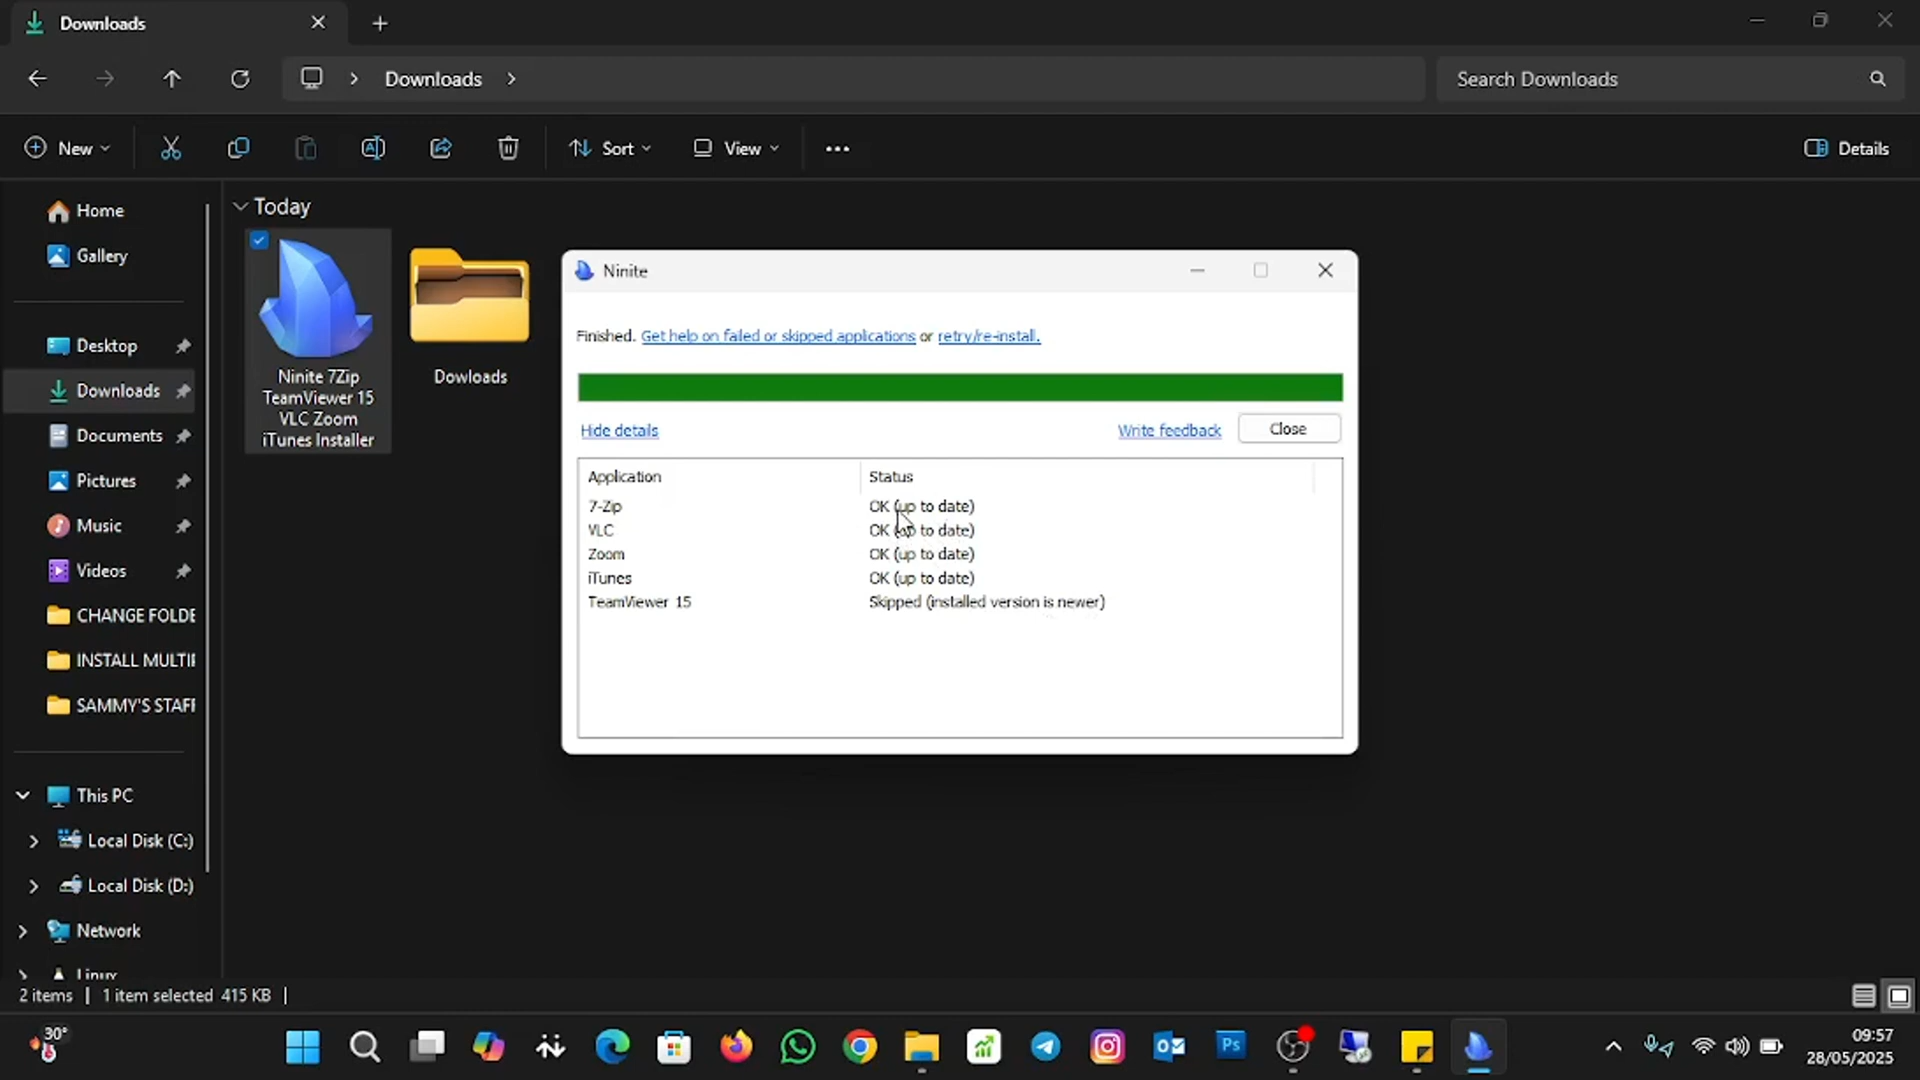 Downloads
Downloads
Search Downloads
New
Sort
View
Details
Home
Gallery
Desktop
Downloads
Documents
Pictures
Music
Videos
CHANGE FOLDE
INSTALL MULTI
SAMMY'S STAF
This PC
Local Disk (C:)
Local Disk (D:)
Network
Linux
Today
Ninite 7Zip
TeamViewer 15
VLC Zoom
iTunes Installer
Dowloads
Ninite
Finished. Get help on failed or skipped applications or retry/re-install.
Hide details
Write feedback
Close
Application Status
7-Zip OK (up to date)
VLC OK (up to date)
Zoom OK (up to date)
iTunes OK (up to date)
TeamViewer 15 Skipped (installed version is newer)
2 items 1 item selected 415 KB
30°
Ps
09:57
28/05/2025